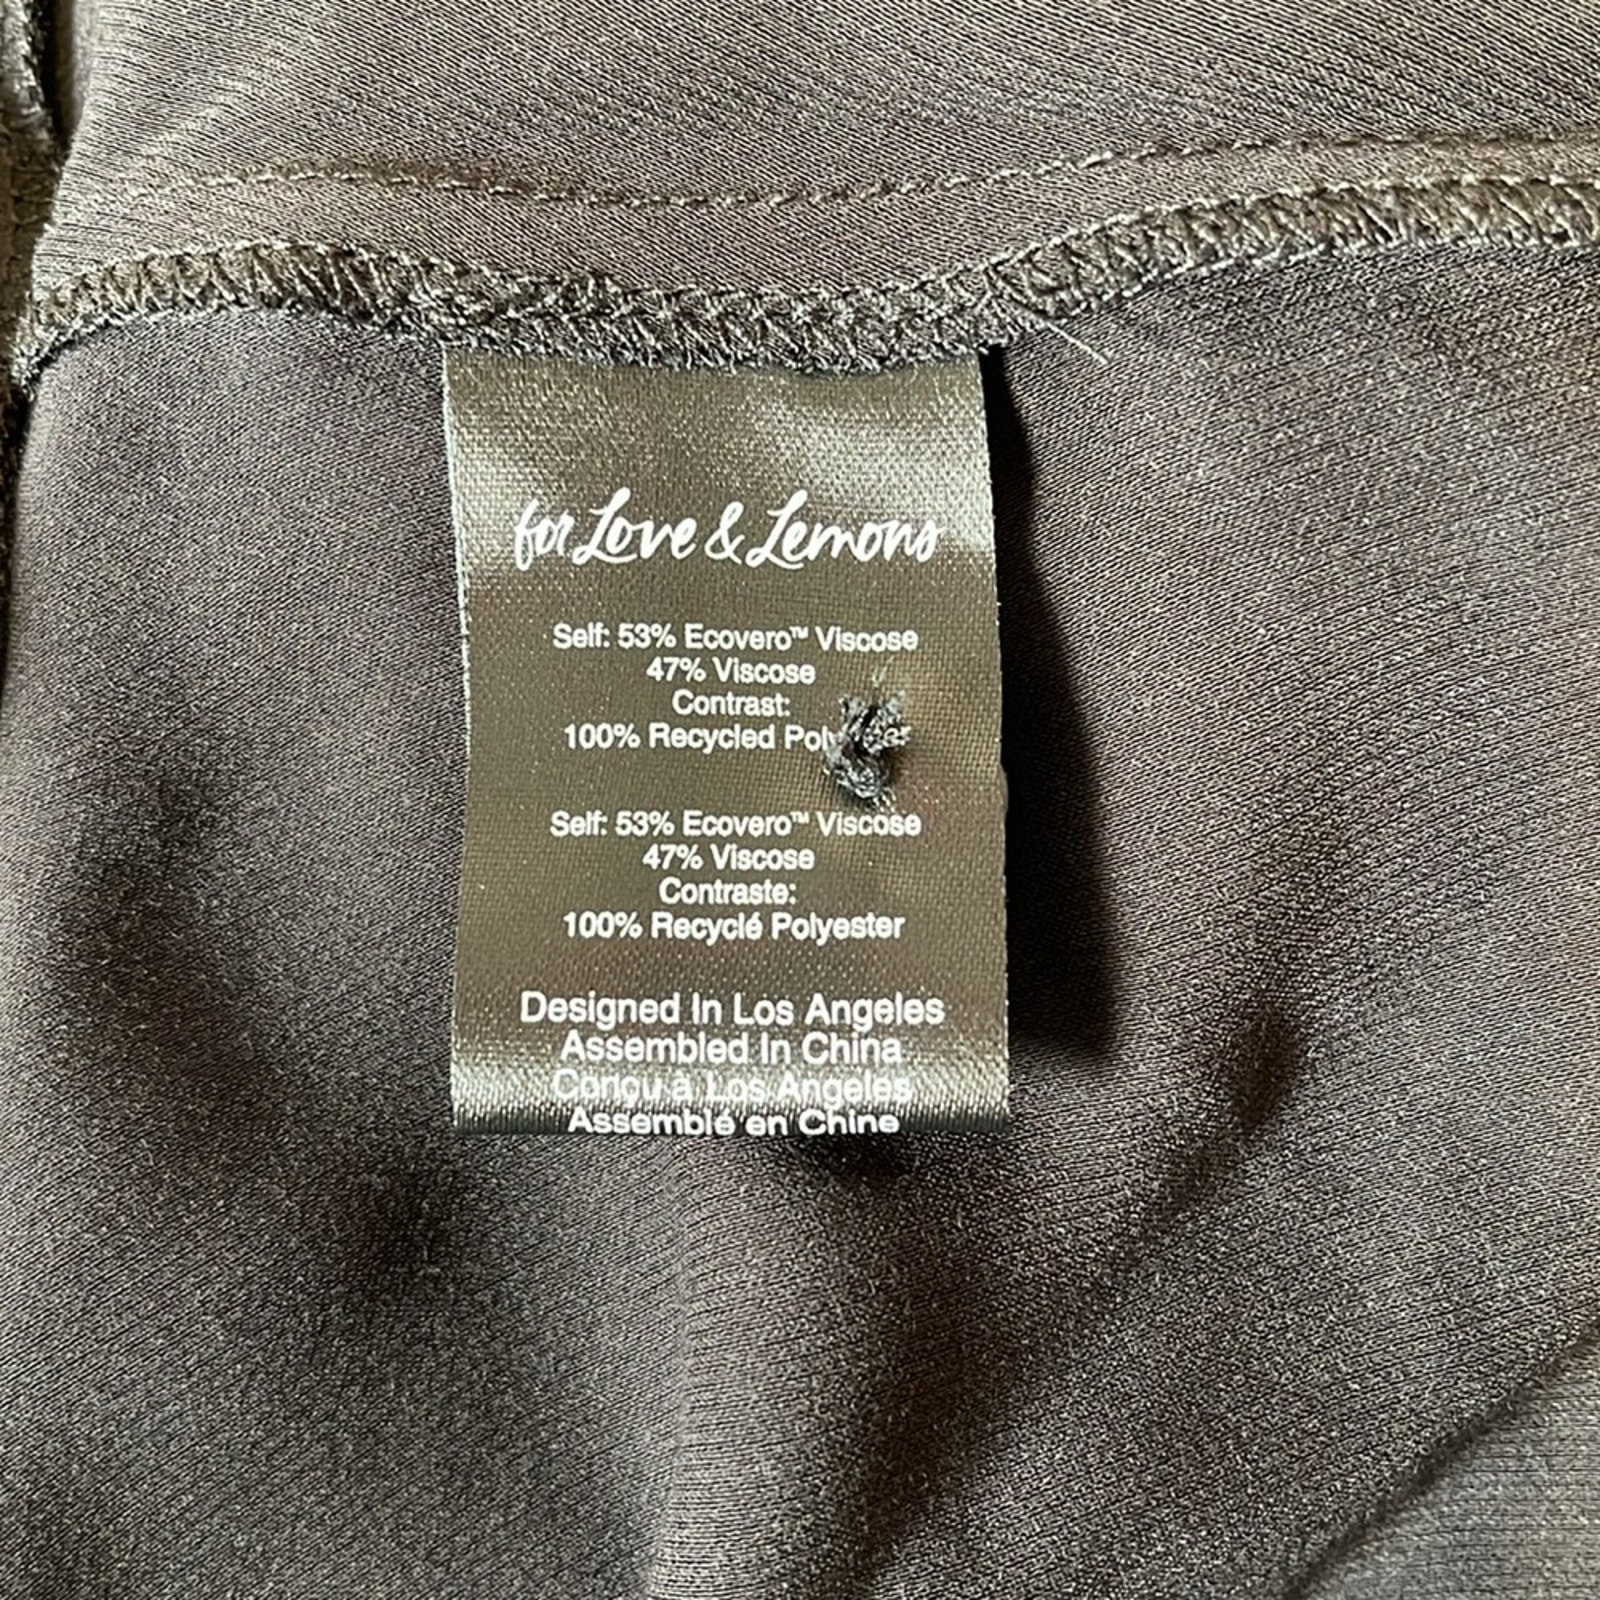 for Love & Lemons
Self: 53% Ecovero™ Viscose
47% Viscose
Contrast:
100% Recycled Poly
Self: 53% Ecovero™ Viscose
47% Viscose
Contraste:
100% Recyclé Polyester
Designed In Los Angeles
Assembled In China
Conçu à Los Angeles
Assemblé en Chine